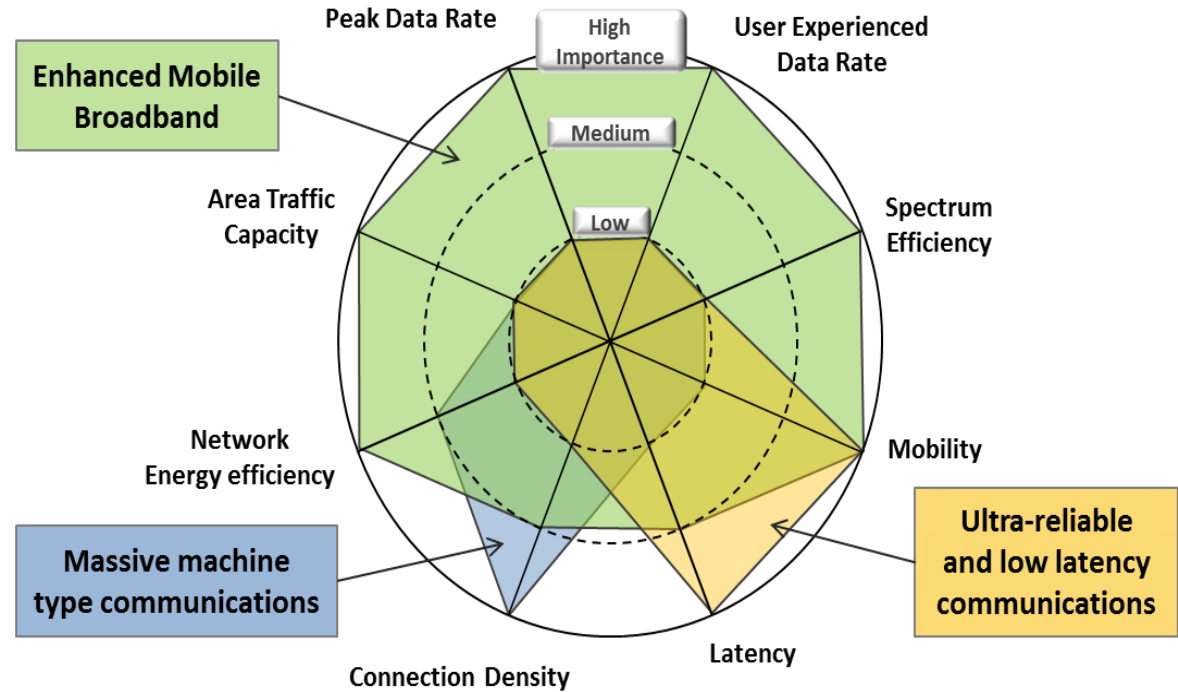 Peak Data Rate
High
Importance
User Experienced
Data Rate
Enhanced Mobile
Broadband
Medium
Area Traffic
Capacity
Low
Spectrum
Efficiency
Network
Energy efficiency
Mobility
Massive machine
type communications
Ultra-reliable
and low latency
communications
Latency
Connection Density